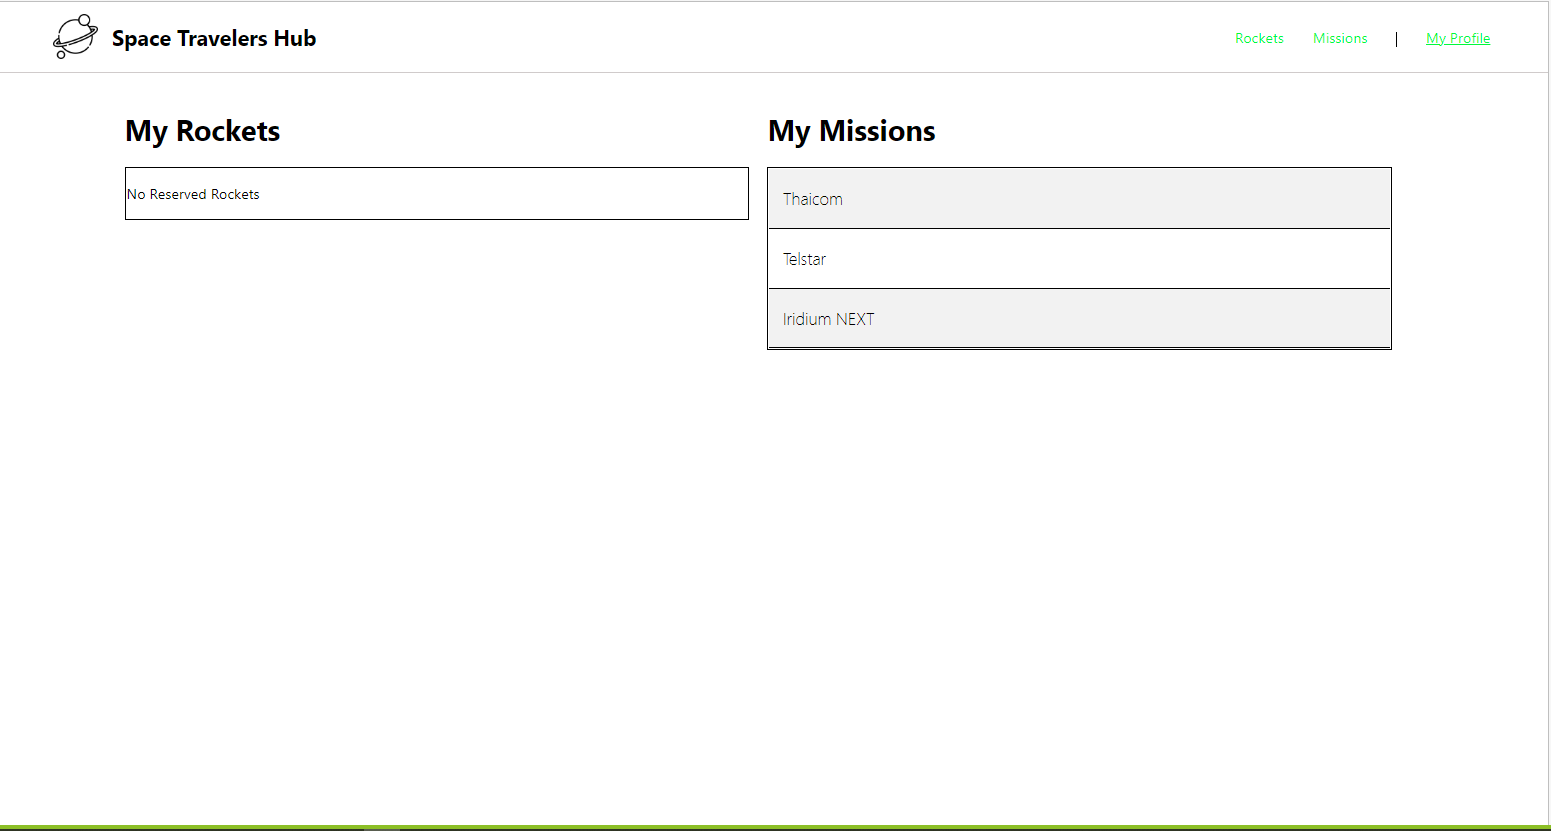 Space Travelers Hub
Rockets Missions | My Profile
My Rockets
No Reserved Rockets
My Missions
Thaicom
Telstar
Iridium NEXT